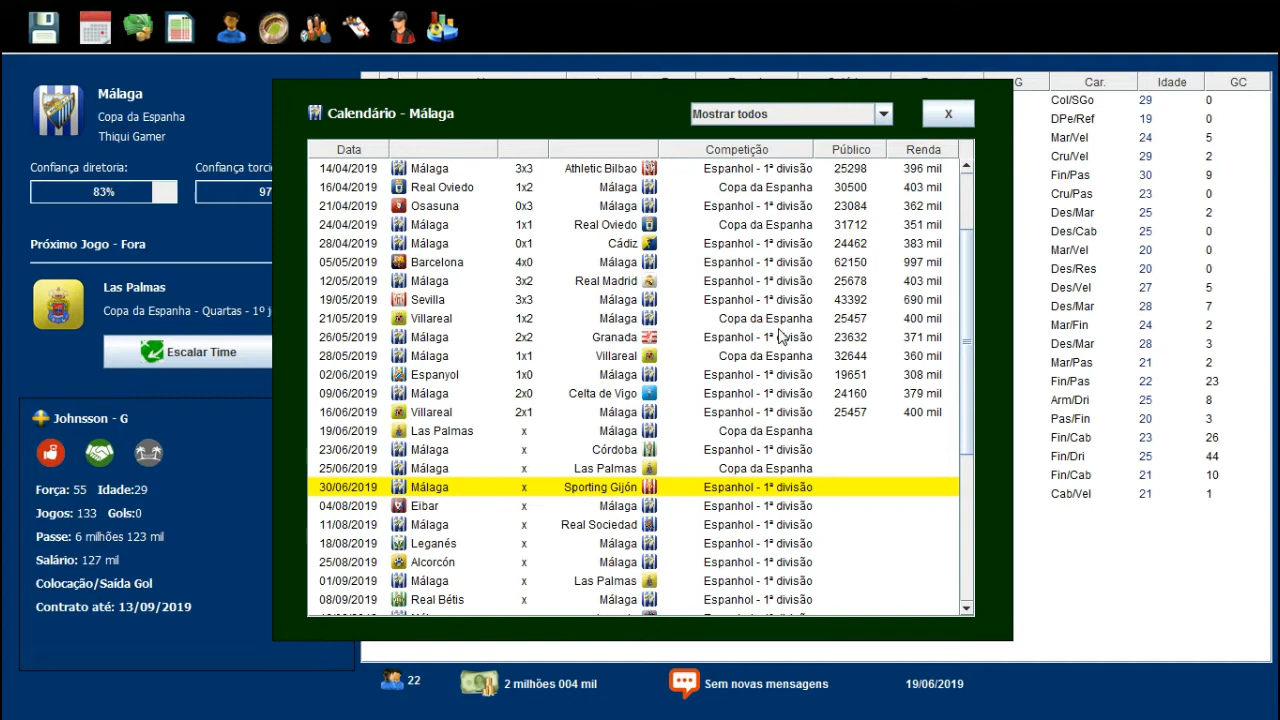 Málaga
Copa da Espanha
Thiqui Gamer
Confiança diretoria:
Confiança torcid
83%
97
Próximo Jogo - Fora
Las Palmas
Copa da Espanha - Quartas - 1º j
Escalar Time
Johnsson - G
Força: 55 Idade:29
Jogos: 133 Gols:0
Passe: 6 milhões 123 mil
Salário: 127 mil
Colocação/Saída Gol
Contrato até: 13/09/2019
Calendário - Málaga
Mostrar todos
X
Data Competição Público Renda
14/04/2019 Málaga 3x3 Athletic Bilbao Espanhol - 1ª divisão 25298 396 mil
16/04/2019 Real Oviedo 1x2 Málaga Copa da Espanha 30500 403 mil
21/04/2019 Osasuna 0x3 Málaga Espanhol - 1ª divisão 23084 362 mil
24/04/2019 Málaga 1x1 Real Oviedo Copa da Espanha 31712 351 mil
28/04/2019 Málaga 0x1 Cádiz Espanhol - 1ª divisão 24462 383 mil
05/05/2019 Barcelona 4x0 Málaga Espanhol - 1ª divisão 62150 997 mil
12/05/2019 Málaga 3x2 Real Madrid Espanhol - 1ª divisão 25678 403 mil
19/05/2019 Sevilla 3x3 Málaga Espanhol - 1ª divisão 43392 690 mil
21/05/2019 Villareal 1x2 Málaga Copa da Espanha 25457 400 mil
26/05/2019 Málaga 2x2 Granada Espanhol - 1ª divisão 23632 371 mil
28/05/2019 Málaga 1x1 Villareal Copa da Espanha 32644 360 mil
02/06/2019 Espanyol 1x0 Málaga Espanhol - 1ª divisão 19651 308 mil
09/06/2019 Málaga 2x0 Celta de Vigo Espanhol - 1ª divisão 24160 379 mil
16/06/2019 Villareal 2x1 Málaga Espanhol - 1ª divisão 25457 400 mil
19/06/2019 Las Palmas x Málaga Copa da Espanha
23/06/2019 Málaga x Córdoba Espanhol - 1ª divisão
25/06/2019 Málaga x Las Palmas Copa da Espanha
30/06/2019 Málaga x Sporting Gijón Espanhol - 1ª divisão
04/08/2019 Eibar x Málaga Espanhol - 1ª divisão
11/08/2019 Málaga x Real Sociedad Espanhol - 1ª divisão
18/08/2019 Leganés x Málaga Espanhol - 1ª divisão
25/08/2019 Alcorcón x Málaga Espanhol - 1ª divisão
01/09/2019 Málaga x Las Palmas Espanhol - 1ª divisão
08/09/2019 Real Bétis x Málaga Espanhol - 1ª divisão
G Car. Idade GC
Col/SGo 29 0
DPe/Ref 19 0
Mar/Vel 24 5
Cru/Vel 29 2
Fin/Pas 30 9
Cru/Pas 23 0
Des/Mar 25 2
Des/Cab 25 0
Mar/Vel 20 0
Des/Res 20 0
Des/Vel 27 5
Des/Mar 28 7
Mar/Fin 24 2
Des/Mar 28 3
Mar/Pas 21 2
Fin/Pas 22 23
Arm/Dri 25 8
Pas/Fin 20 3
Fin/Cab 23 26
Fin/Dri 25 44
Fin/Cab 21 10
Cab/Vel 21 1
22
2 milhões 004 mil
Sem novas mensagens
19/06/2019